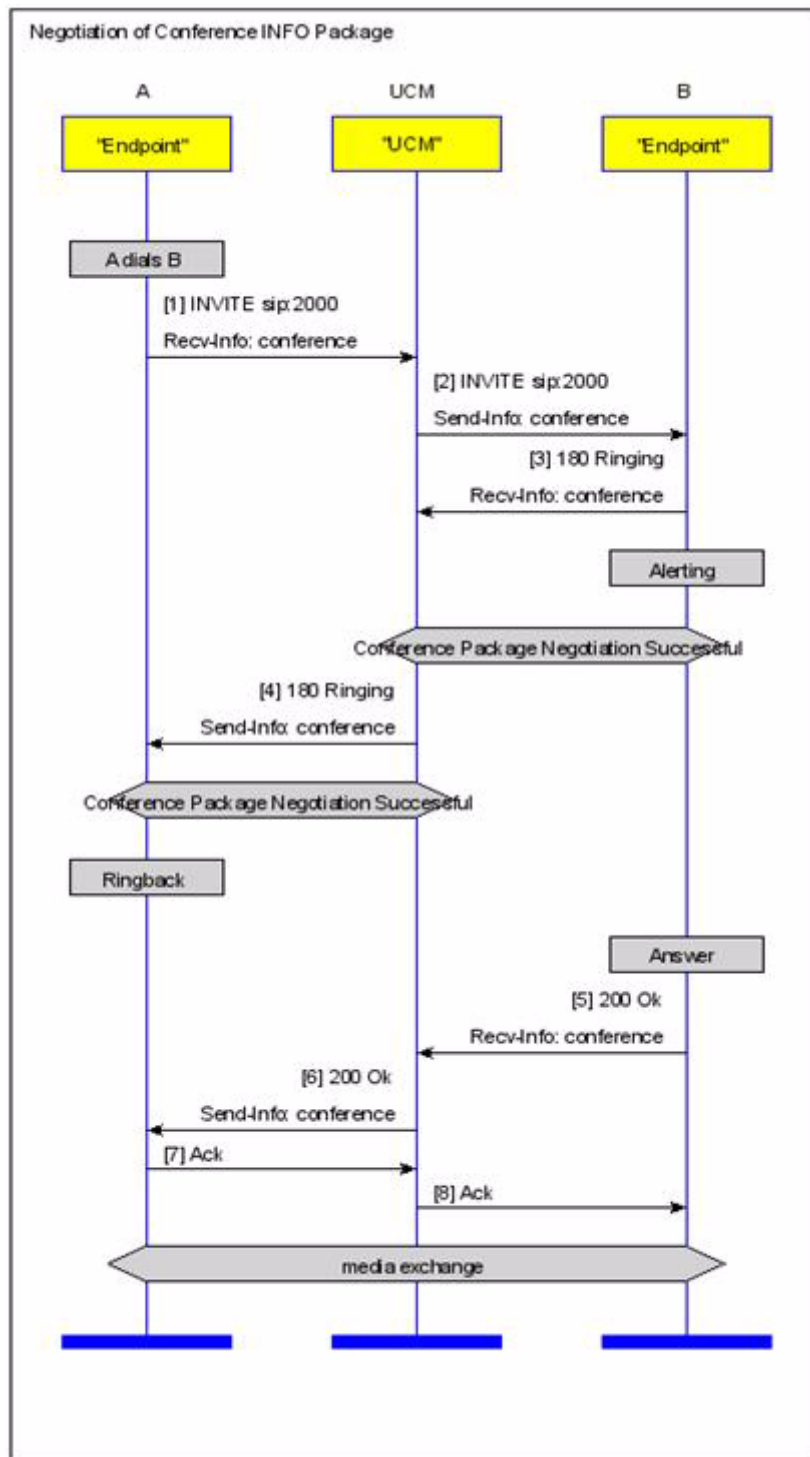 Negotiation of Conference INFO Package
A UCM B
"Endpoint" "UCM" "Endpoint"
A dials B
[1] INVITE sip:2000
Recv-Info: conference
[2] INVITE sip:2000
Send-Info: conference
[3] 180 Ringing
Recv-Info: conference
Alerting
Conference Package Negotiation Successful
[4] 180 Ringing
Send-Info: conference
Conference Package Negotiation Successful
Ringback
Answer
[5] 200 Ok
Recv-Info: conference
[6] 200 Ok
Send-Info: conference
[7] Ack
[8] Ack
media exchange